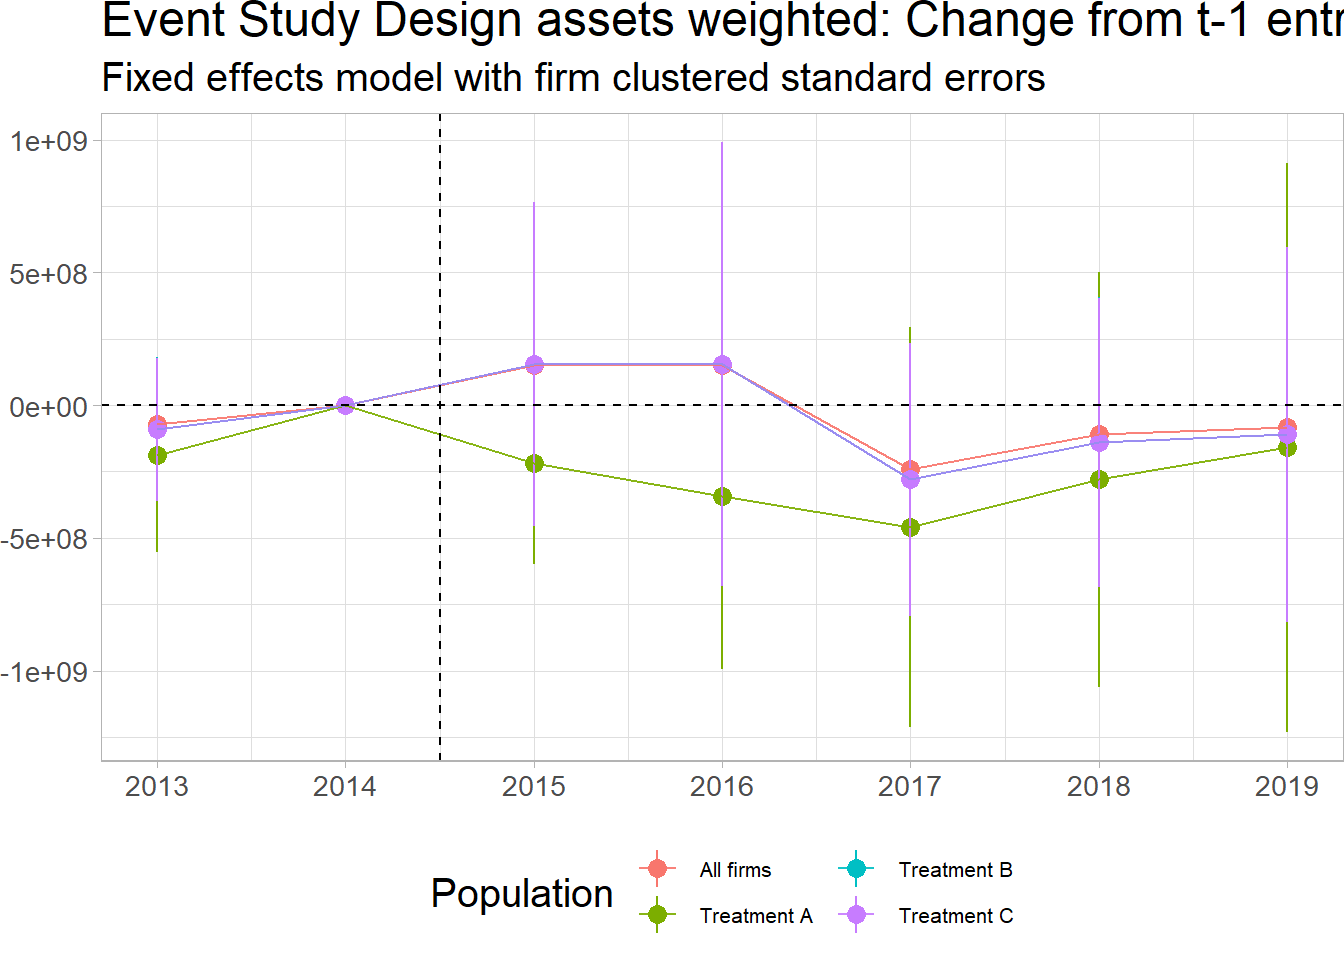 Event Study Design assets weighted: Change from t-1 entr
Fixed effects model with firm clustered standard errors
1e+09
5e+08
0e+00
-5e+08
-1e+09
2013 2014 2015 2016 2017 2018 2019
Population
All firms
Treatment A
Treatment B
Treatment C